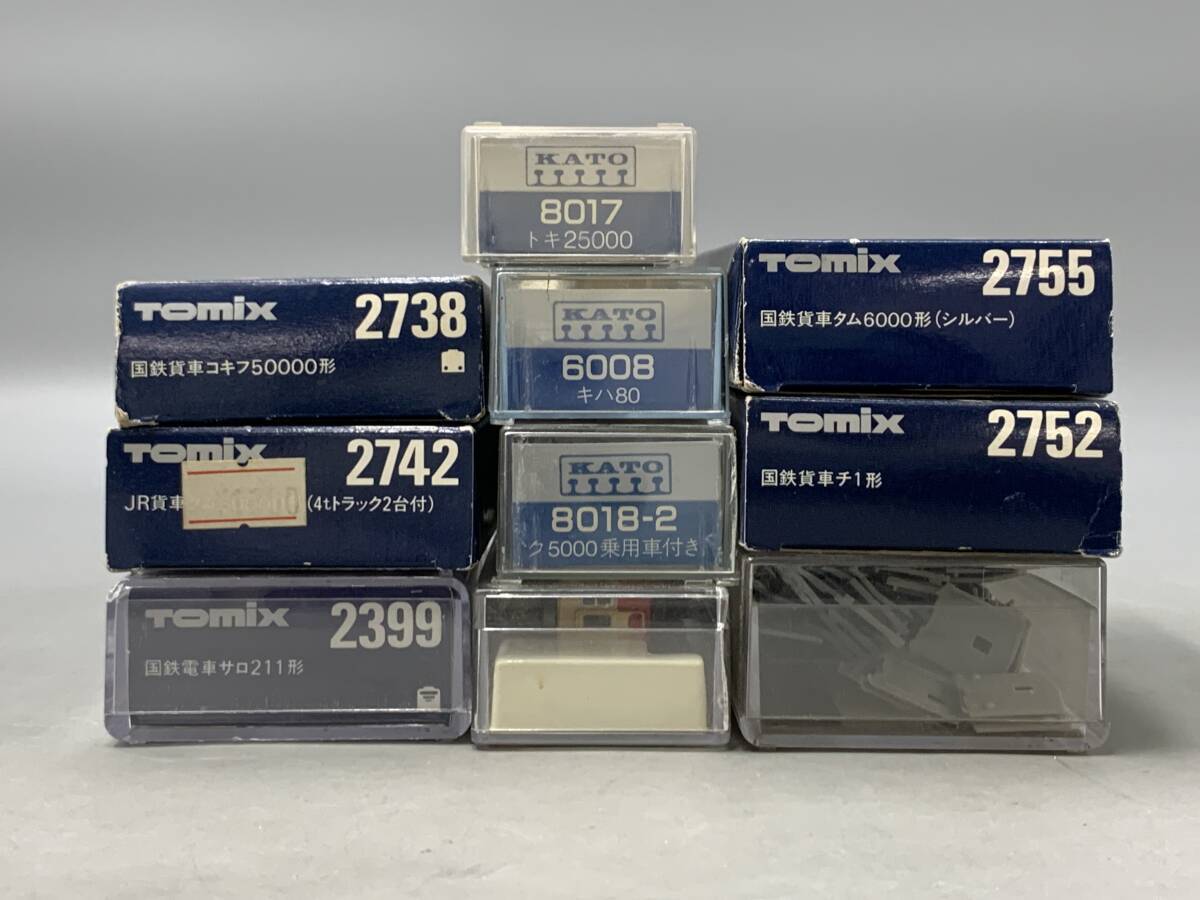 KATO
8017
トキ25000
KATO
6008
キハ80
KATO
8018-2
ク5000乗用車付き
TOMIX 2738
国鉄貨車コキフ50000形
TOMIX 2742
JR貨車 (4tトラック2台付)
TOMIX 2399
国鉄電車サロ211形
TOMIX 2755
国鉄貨車タム6000形(シルバー)
TOMIX 2752
国鉄貨車チ1形